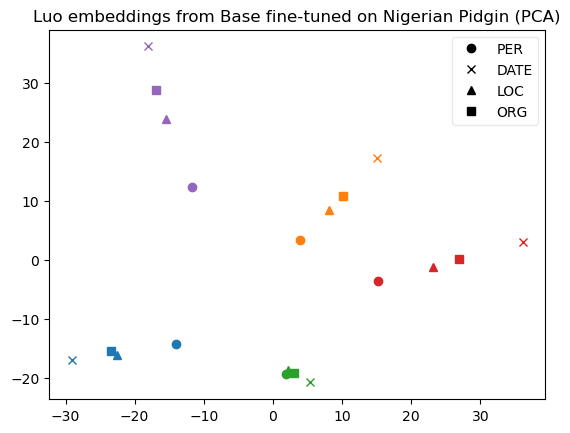 Luo embeddings from Base fine-tuned on Nigerian Pidgin (PCA)
PER
DATE
LOC
ORG
30
20
10
0
−10
−20
−30
−20
−10
0
10
20
30